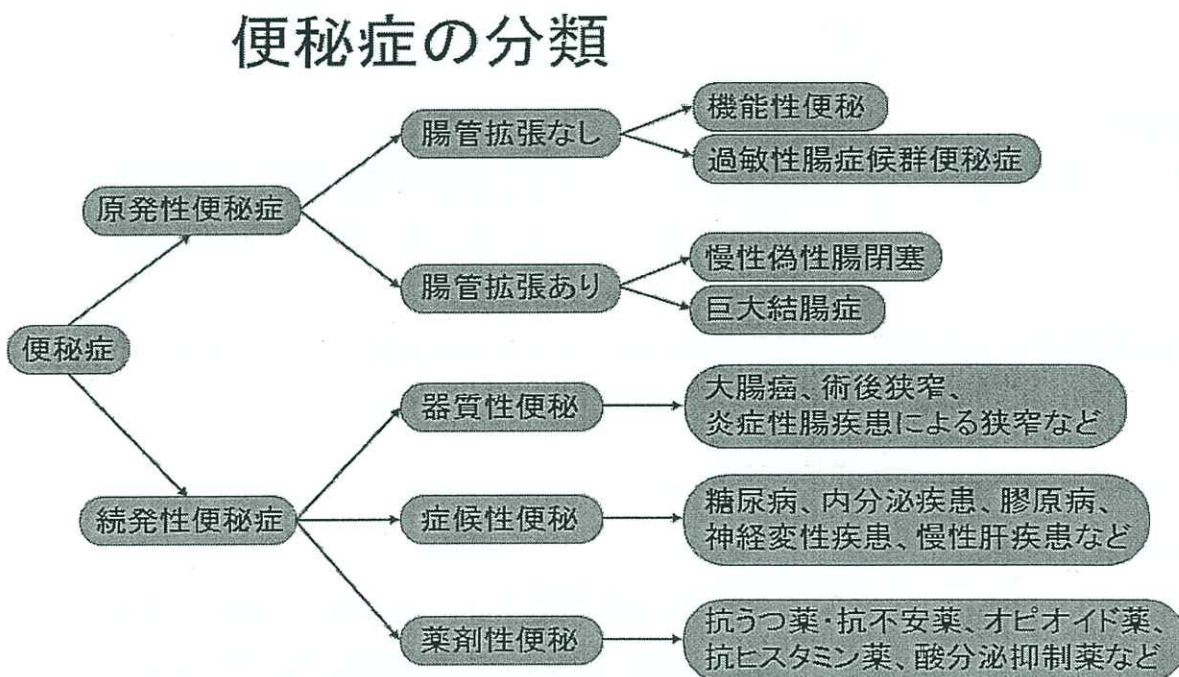 便秘症の分類
機能性便秘
腸管拡張なし
過敏性腸症候群便秘症
原発性便秘症
慢性偽性腸閉塞
腸管拡張あり
巨大結腸症
便秘症
大腸癌、術後狭窄、
器質性便秘
炎症性腸疾患による狭窄など
糖尿病、内分泌疾患、膠原病、
続発性便秘症
症候性便秘
神経変性疾患、慢性肝疾患など
抗うつ薬・抗不安薬、オピオイド薬、
薬剤性便秘
抗ヒスタミン薬、酸分泌抑制薬など